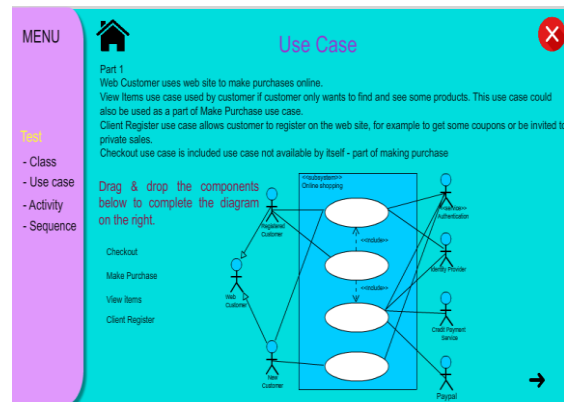 MENU
Use Case
X
Part 1
Web Customer uses web site to make purchases online.
View Items use case used by customer if customer only wants to find and see some products. This use case could
also be used as a part of Make Purchase use case.
Client Register use case allows customer to register on the web site, for example to get some coupons or be invited to
private sales.
Checkout use case is included use case not available by itself - part of making purchase
Test
- Class
- Use case
- Activity
- Sequence
Drag & drop the components
below to complete the diagram
on the right.
Checkout
Make Purchase
View items
Client Register
<<subsystem>>
Online shopping
Registered
Customer
Web
Customer
New
Customer
<<include>>
<<include>>
<<service>>
Authentication
Identity Provider
Credit Payment
Service
Paypal